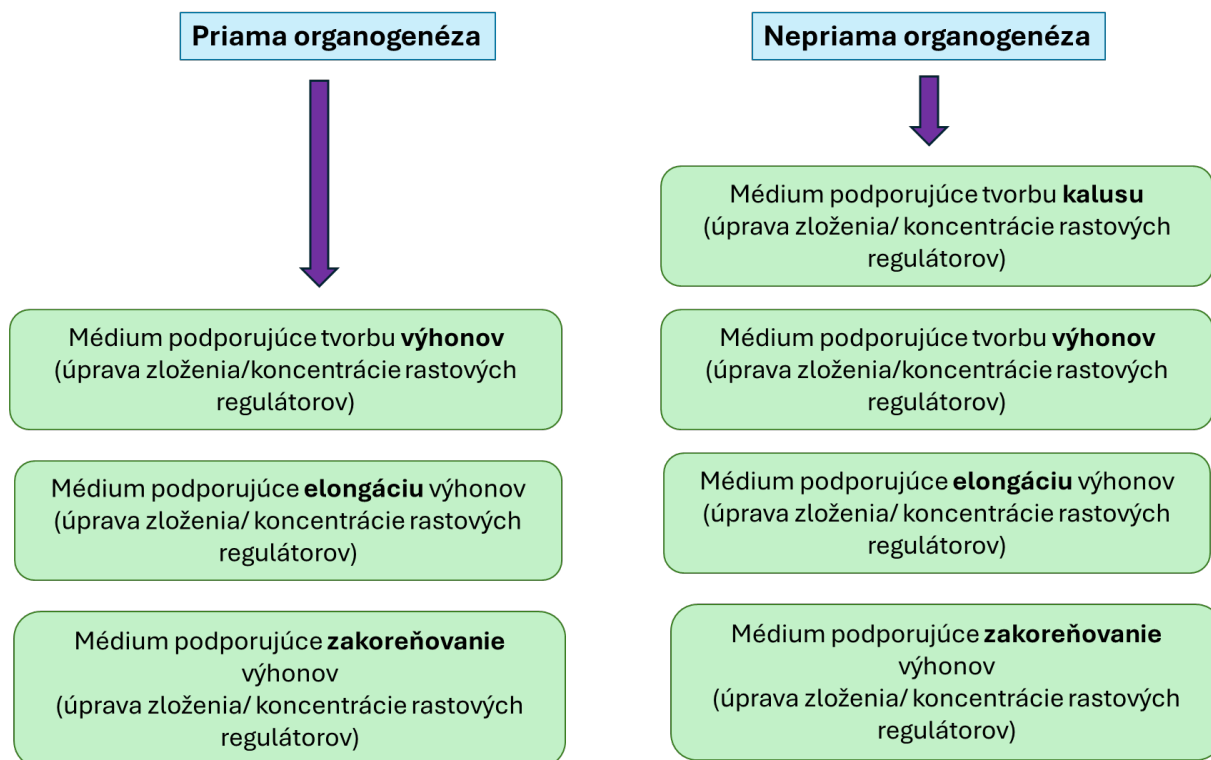 Priama organogenéza
Médium podporujúce tvorbu výhonov
(úprava zloženia/koncentrácie rastových
regulátorov)
Médium podporujúce elongáciu výhonov
(úprava zloženia/ koncentrácie rastových
regulátorov)
Médium podporujúce zakoreňovanie
výhonov
(úprava zloženia/ koncentrácie rastových
regulátorov)
Nepriama organogenéza
Médium podporujúce tvorbu kalusu
(úprava zloženia/ koncentrácie rastových
regulátorov)
Médium podporujúce tvorbu výhonov
(úprava zloženia/koncentrácie rastových
regulátorov)
Médium podporujúce elongáciu výhonov
(úprava zloženia/ koncentrácie rastových
regulátorov)
Médium podporujúce zakoreňovanie
výhonov
(úprava zloženia/ koncentrácie rastových
regulátorov)